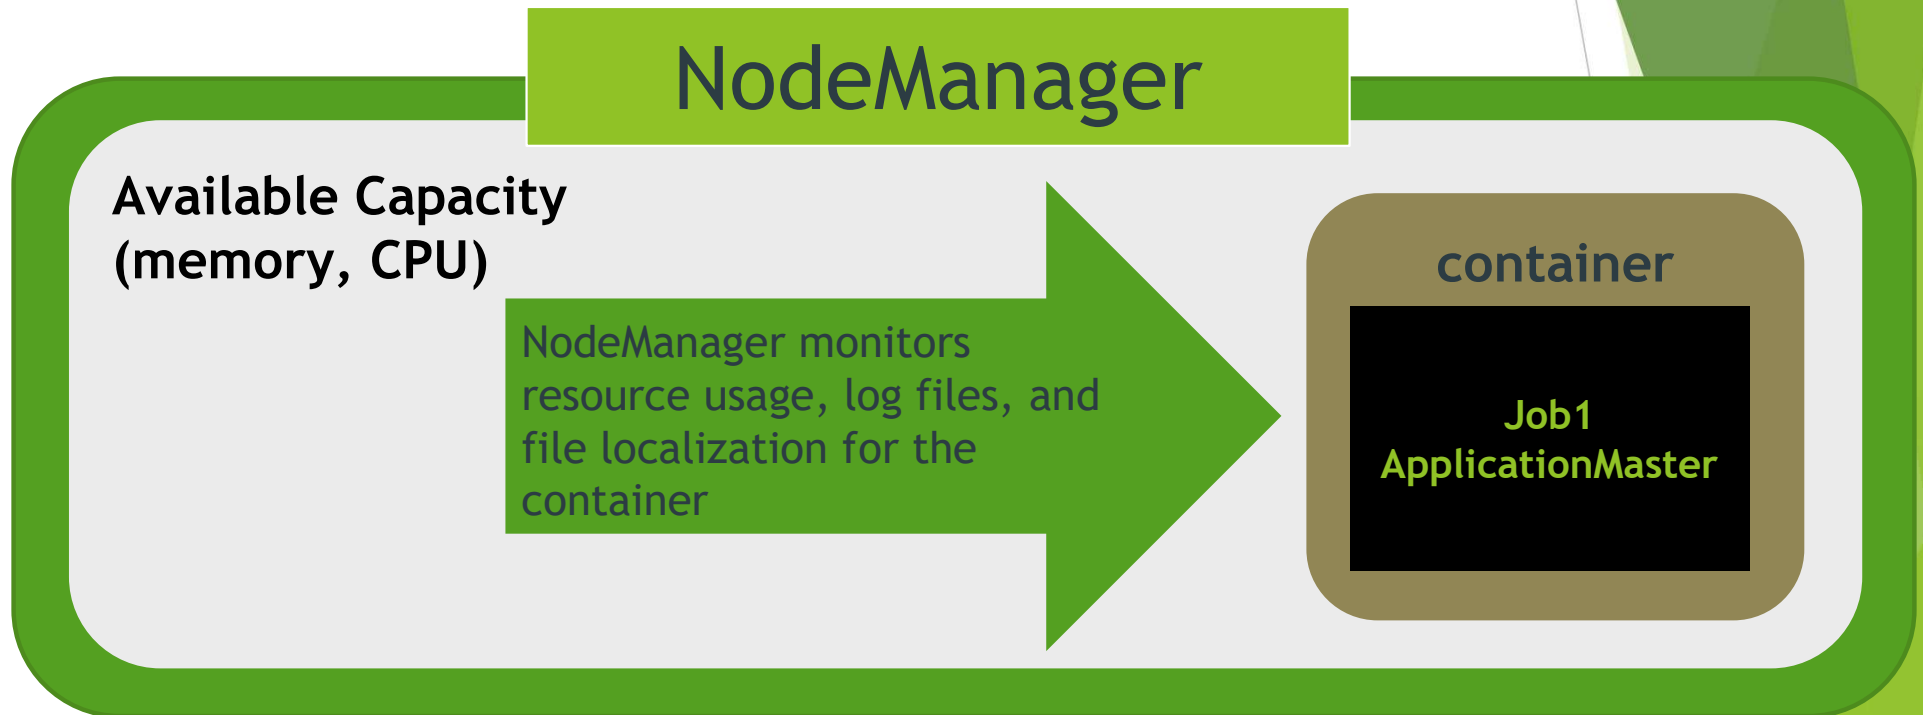 NodeManager
Available Capacity
(memory, CPU)
NodeManager monitors
resource usage, log files, and
file localization for the
container
container
Job1
ApplicationMaster